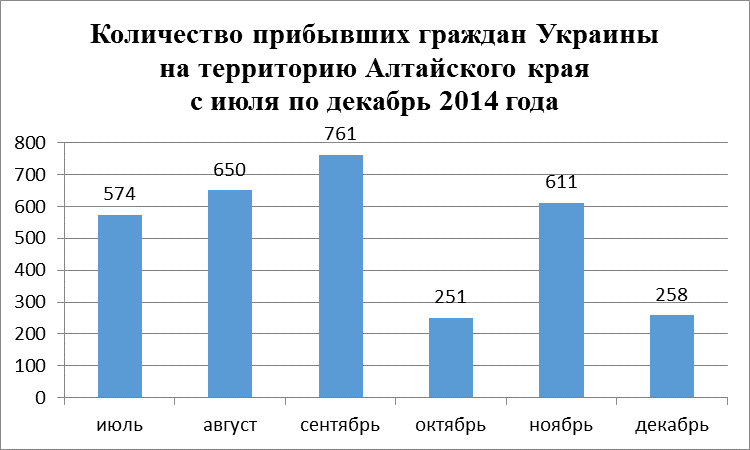 Количество прибывших граждан Украины
на территорию Алтайского края
с июля по декабрь 2014 года
800
700
600
500
400
300
200
100
0
574
650
761
251
611
258
июль
август
сентябрь
октябрь
ноябрь
декабрь